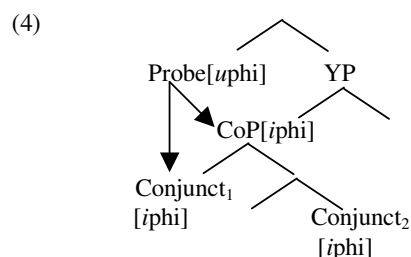 (4)
Probe[uphi] YP
CoP[iphi]
Conjunct₁
[iphi]
Conjunct₂
[iphi]